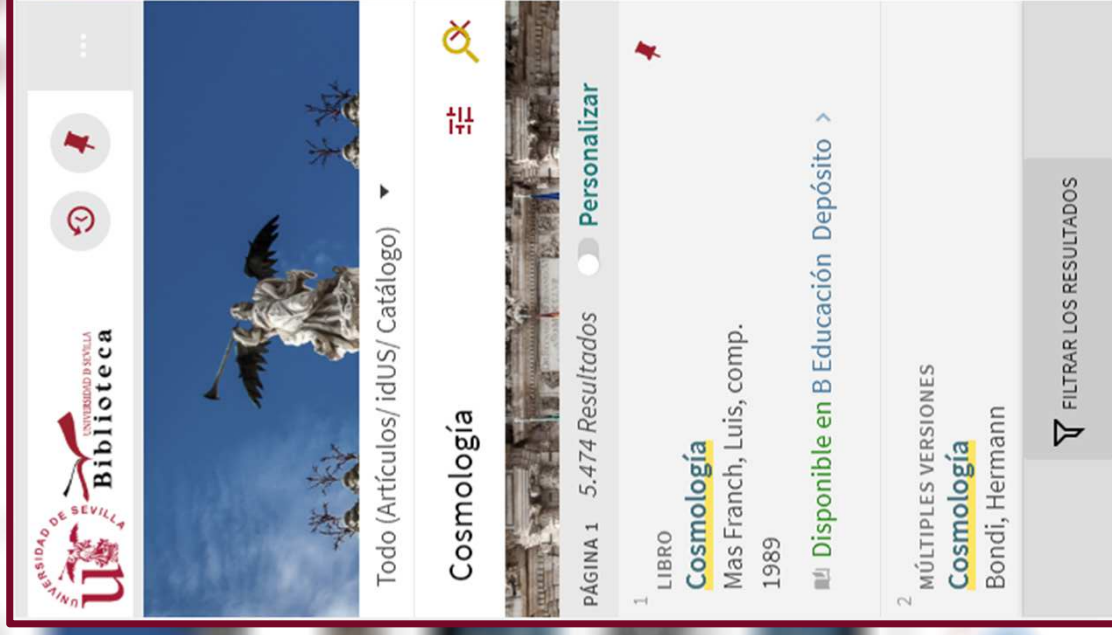 UNIVERSIDAD DE SEVILLA
UNIVERSIDAD D SEVILLA
Biblioteca
Todo (Artículos/ idUS/ Catálogo)
Cosmología
PÁGINA 1 5.474 Resultados Personalizar
1
LIBRO
Cosmología
Mas Franch, Luis, comp.
1989
Disponible en B Educación Depósito >
2
MÚLTIPLES VERSIONES
Cosmología
Bondi, Hermann
FILTRAR LOS RESULTADOS